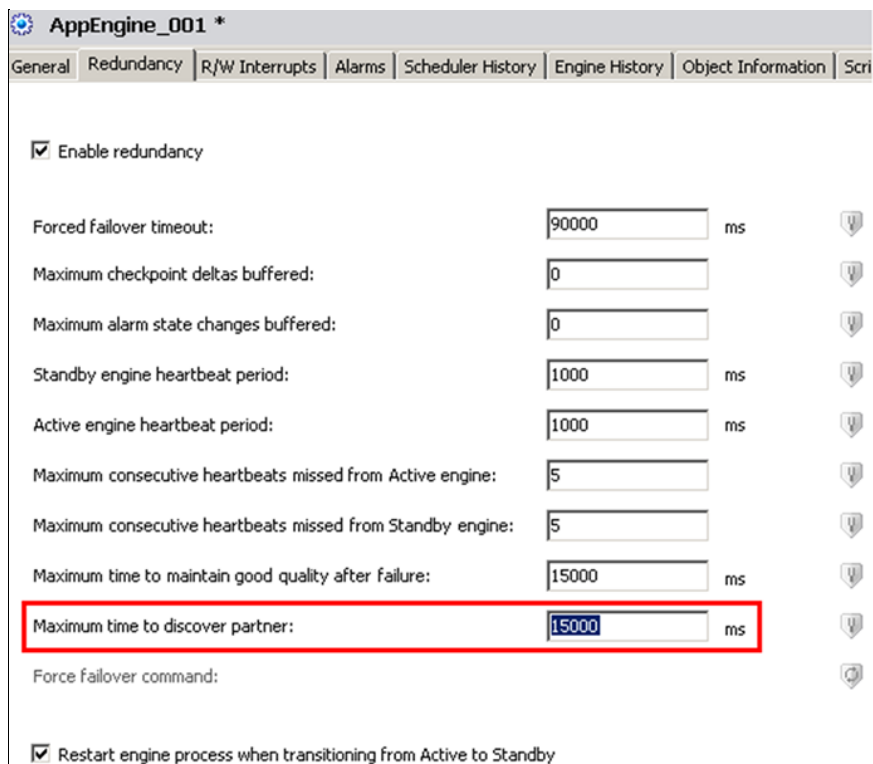 AppEngine_001 *
General Redundancy R/W Interrupts Alarms Scheduler History Engine History Object Information Scri
Enable redundancy
Forced failover timeout: 90000 ms
Maximum checkpoint deltas buffered: 0
Maximum alarm state changes buffered: 0
Standby engine heartbeat period: 1000 ms
Active engine heartbeat period: 1000 ms
Maximum consecutive heartbeats missed from Active engine: 5
Maximum consecutive heartbeats missed from Standby engine: 5
Maximum time to maintain good quality after failure: 15000 ms
Maximum time to discover partner: 15000 ms
Force failover command:
Restart engine process when transitioning from Active to Standby